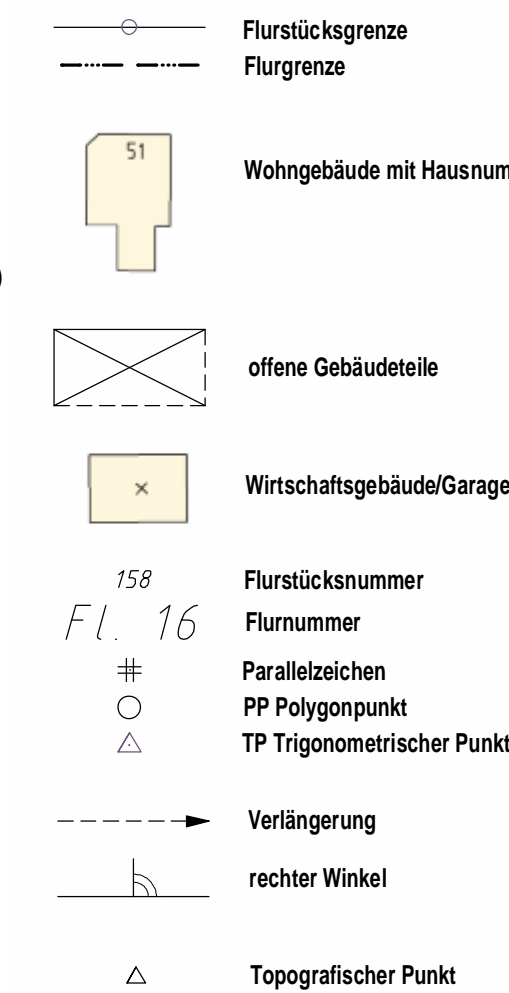 Flurstücksgrenze
Flurgrenze
51
Wohngebäude mit Hausnum
)
offene Gebäudeteile
Wirtschaftsgebäude/Garage
158 Flurstücksnummer
Fl. 16 Flurnummer
Parallelzeichen
PP Polygonpunkt
TP Trigonometrischer Punkt
Verlängerung
rechter Winkel
Topografischer Punkt